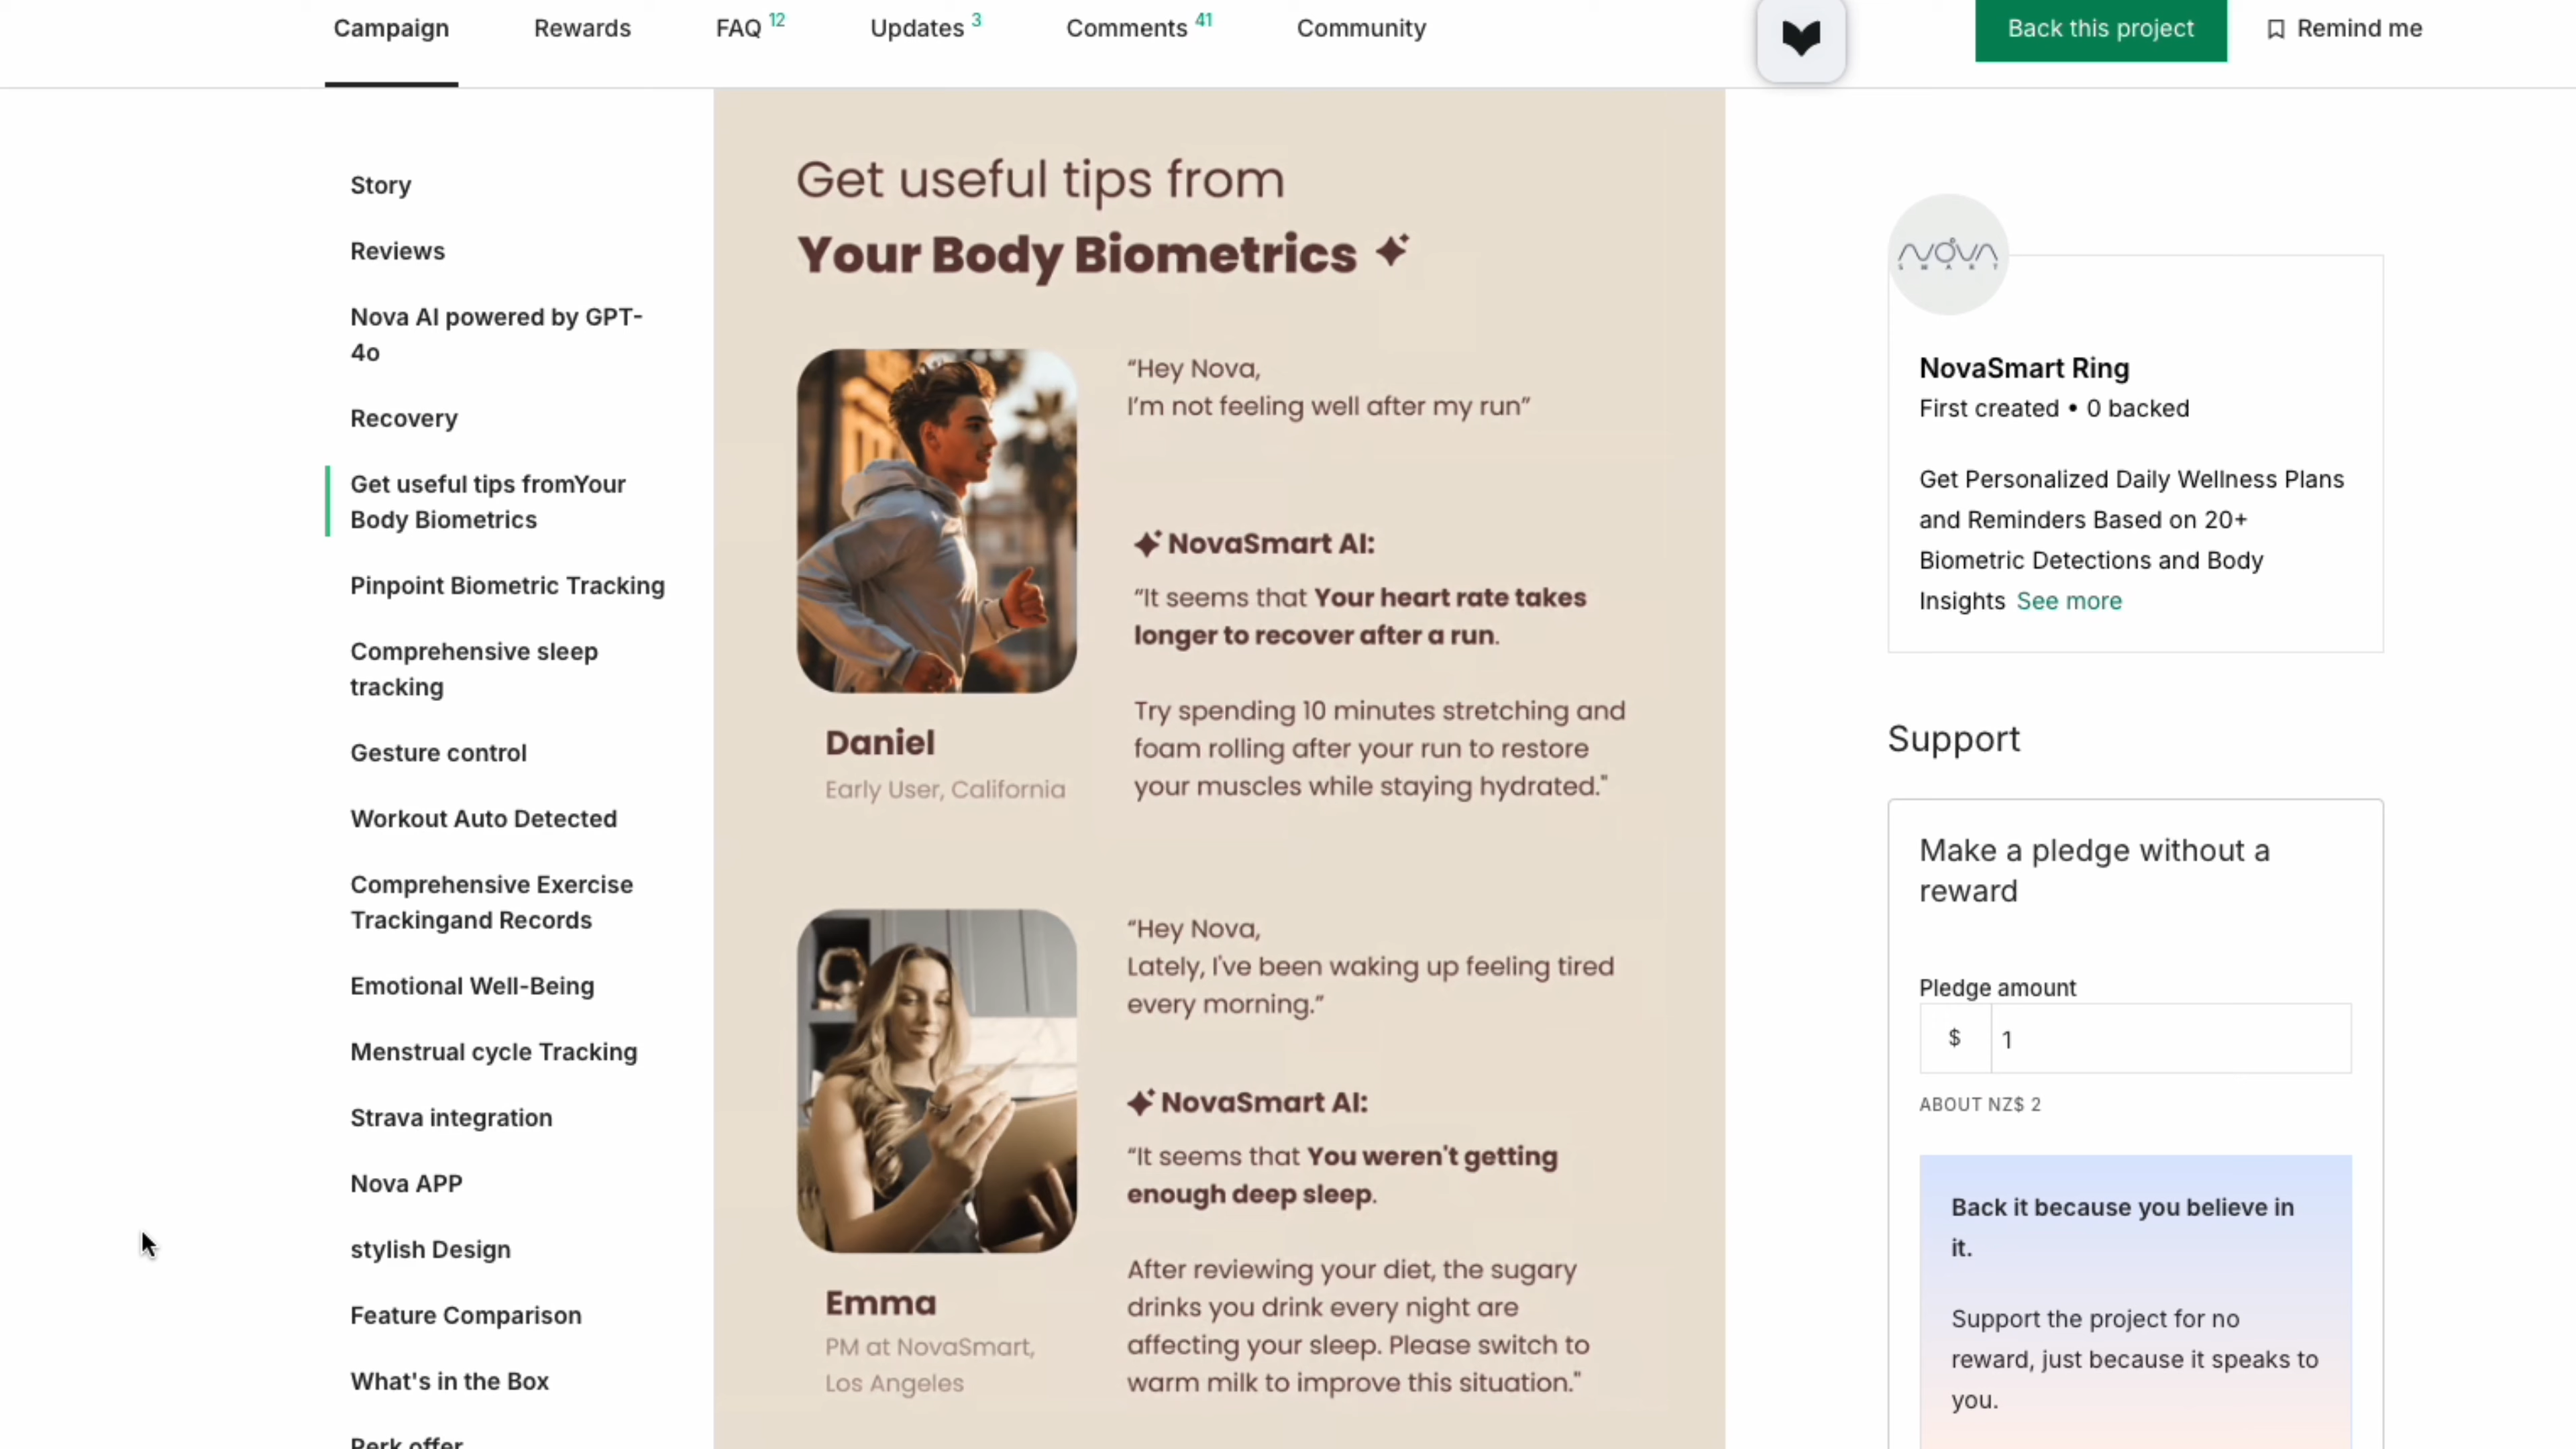 Campaign
Rewards
FAQ 12
Updates 3
Comments 41
Community
Back this project
Remind me
Story
Reviews
Nova AI powered by GPT-
4o
Recovery
Get useful tips fromYour
Body Biometrics
Pinpoint Biometric Tracking
Comprehensive sleep
tracking
Gesture control
Workout Auto Detected
Comprehensive Exercise
Trackingand Records
Emotional Well-Being
Menstrual cycle Tracking
Strava integration
Nova APP
stylish Design
Feature Comparison
What's in the Box
Perk offer
Get useful tips from
Your Body Biometrics
“Hey Nova,
I’m not feeling well after my run”
NovaSmart AI:
“It seems that Your heart rate takes
longer to recover after a run.
Try spending 10 minutes stretching and
foam rolling after your run to restore
your muscles while staying hydrated."
Daniel
Early User, California
“Hey Nova,
Lately, I've been waking up feeling tired
every morning.”
NovaSmart AI:
“It seems that You weren't getting
enough deep sleep.
After reviewing your diet, the sugary
drinks you drink every night are
affecting your sleep. Please switch to
warm milk to improve this situation."
Emma
PM at NovaSmart,
Los Angeles
NOVA
SMART
NovaSmart Ring
First created • 0 backed
Get Personalized Daily Wellness Plans
and Reminders Based on 20+
Biometric Detections and Body
Insights See more
Support
Make a pledge without a
reward
Pledge amount
$ 1
ABOUT NZ$ 2
Back it because you believe in
it.
Support the project for no
reward, just because it speaks to
you.